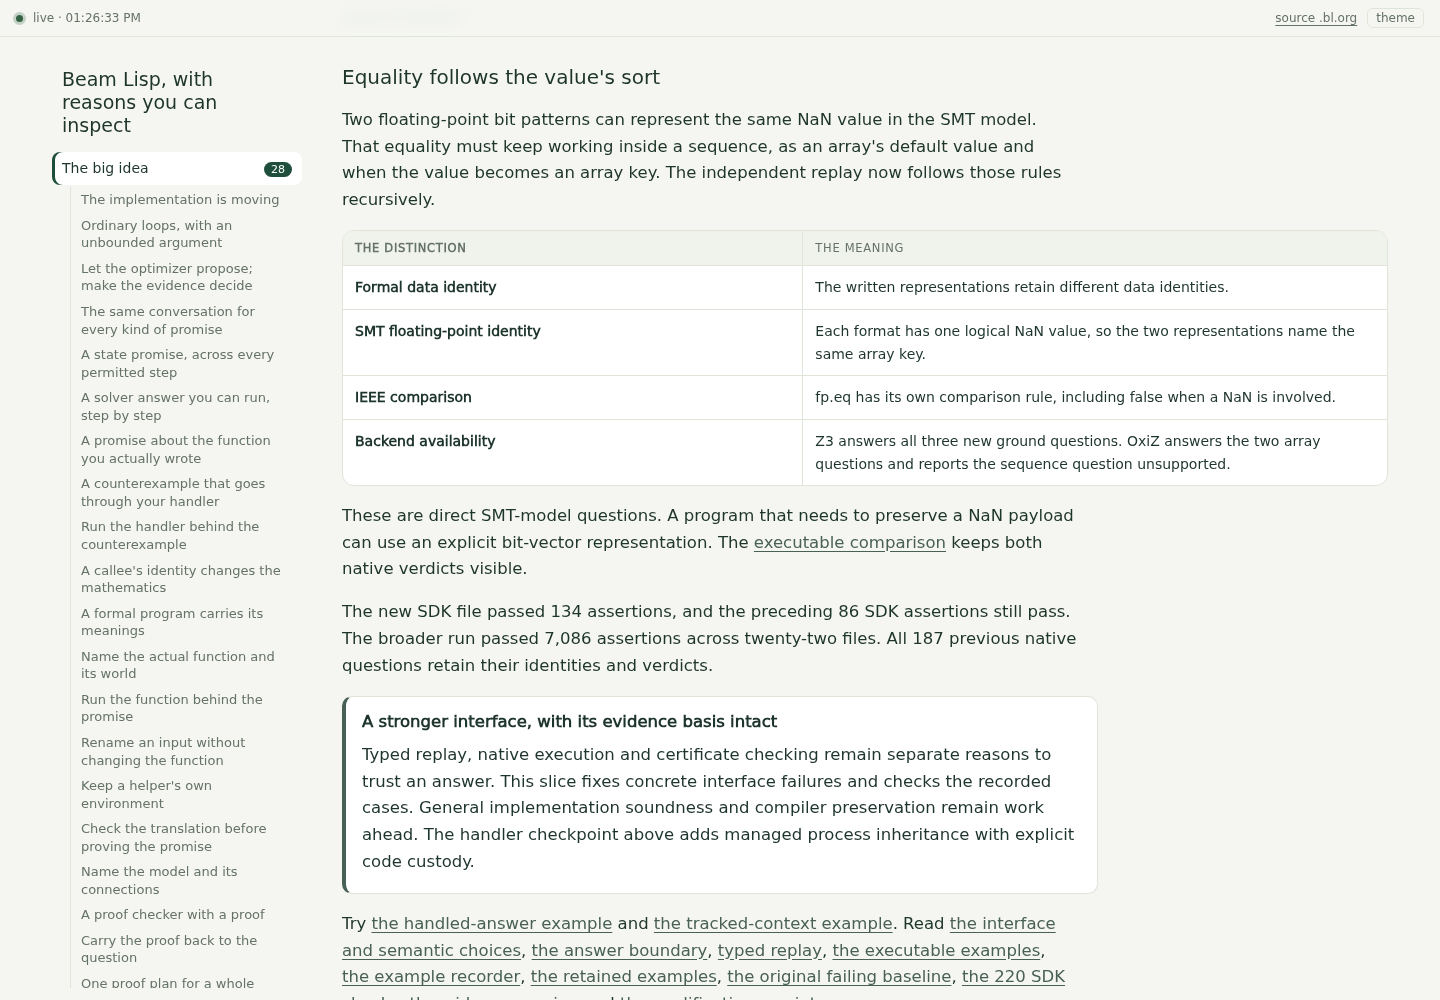 live · 01:26:33 PM
source .bl.org
theme
Beam Lisp, with
reasons you can
inspect
The big idea
28
The implementation is moving
Ordinary loops, with an
unbounded argument
Let the optimizer propose;
make the evidence decide
The same conversation for
every kind of promise
A state promise, across every
permitted step
A solver answer you can run,
step by step
A promise about the function
you actually wrote
A counterexample that goes
through your handler
Run the handler behind the
counterexample
A callee's identity changes the
mathematics
A formal program carries its
meanings
Name the actual function and
its world
Run the function behind the
promise
Rename an input without
changing the function
Keep a helper's own
environment
Check the translation before
proving the promise
Name the model and its
connections
A proof checker with a proof
Carry the proof back to the
question
One proof plan for a whole
Equality follows the value's sort
Two floating-point bit patterns can represent the same NaN value in the SMT model.
That equality must keep working inside a sequence, as an array's default value and
when the value becomes an array key. The independent replay now follows those rules
recursively.
THE DISTINCTION
THE MEANING
Formal data identity
The written representations retain different data identities.
SMT floating-point identity
Each format has one logical NaN value, so the two representations name the
same array key.
IEEE comparison
fp.eq has its own comparison rule, including false when a NaN is involved.
Backend availability
Z3 answers all three new ground questions. OxiZ answers the two array
questions and reports the sequence question unsupported.
These are direct SMT-model questions. A program that needs to preserve a NaN payload
can use an explicit bit-vector representation. The executable comparison keeps both
native verdicts visible.
The new SDK file passed 134 assertions, and the preceding 86 SDK assertions still pass.
The broader run passed 7,086 assertions across twenty-two files. All 187 previous native
questions retain their identities and verdicts.
A stronger interface, with its evidence basis intact
Typed replay, native execution and certificate checking remain separate reasons to
trust an answer. This slice fixes concrete interface failures and checks the recorded
cases. General implementation soundness and compiler preservation remain work
ahead. The handler checkpoint above adds managed process inheritance with explicit
code custody.
Try the handled-answer example and the tracked-context example. Read the interface
and semantic choices, the answer boundary, typed replay, the executable examples,
the example recorder, the retained examples, the original failing baseline, the 220 SDK